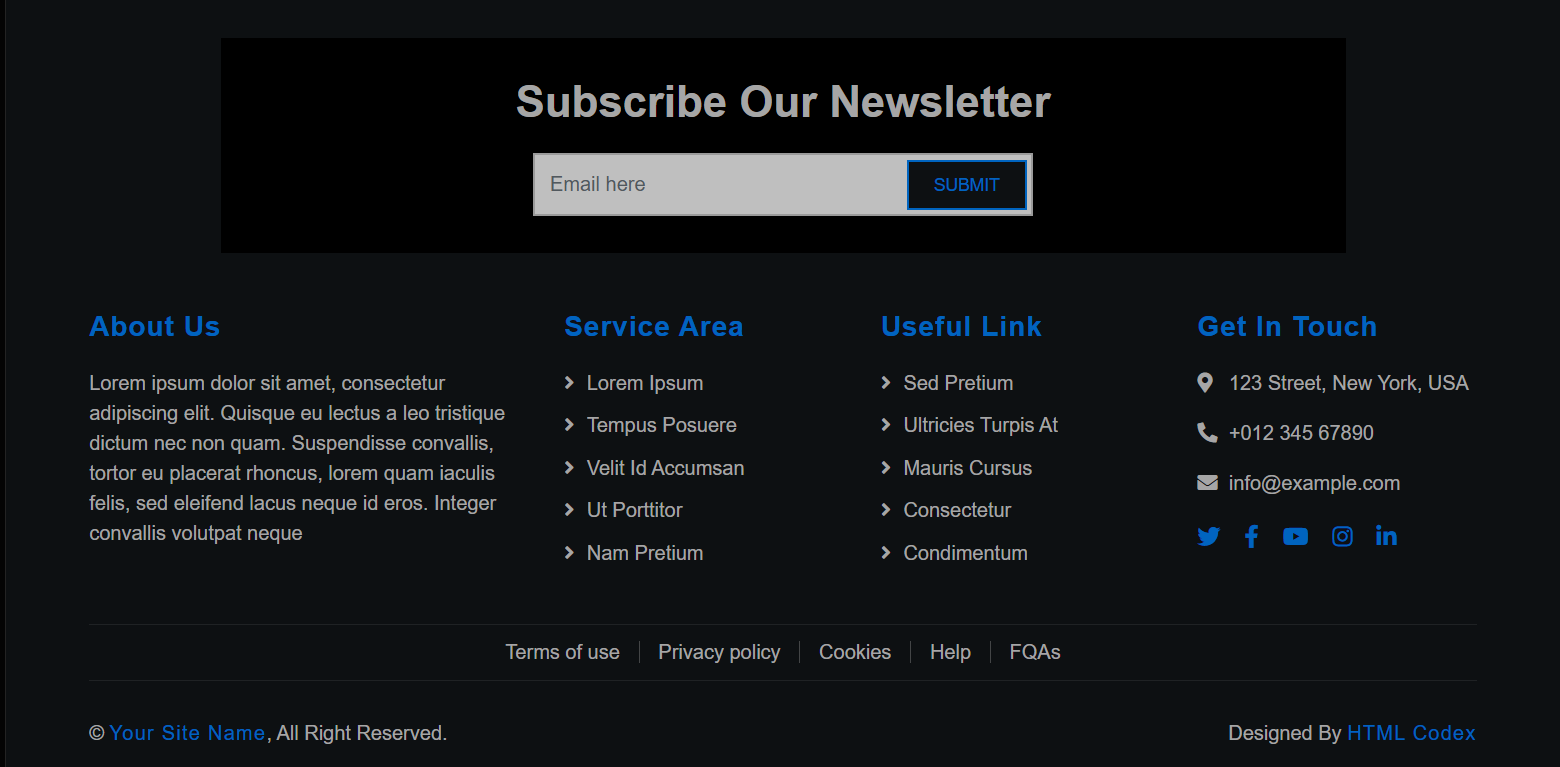 Subscribe Our Newsletter
Email here
SUBMIT
About Us
Lorem ipsum dolor sit amet, consectetur
adipiscing elit. Quisque eu lectus a leo tristique
dictum nec non quam. Suspendisse convallis,
tortor eu placerat rhoncus, lorem quam iaculis
felis, sed eleifend lacus neque id eros. Integer
convallis volutpat neque
Service Area
Lorem Ipsum
Tempus Posuere
Velit Id Accumsan
Ut Porttitor
Nam Pretium
Useful Link
Sed Pretium
Ultricies Turpis At
Mauris Cursus
Consectetur
Condimentum
Get In Touch
123 Street, New York, USA
+012 345 67890
info@example.com
Terms of use
Privacy policy
Cookies
Help
FQAs
© Your Site Name, All Right Reserved.
Designed By HTML Codex